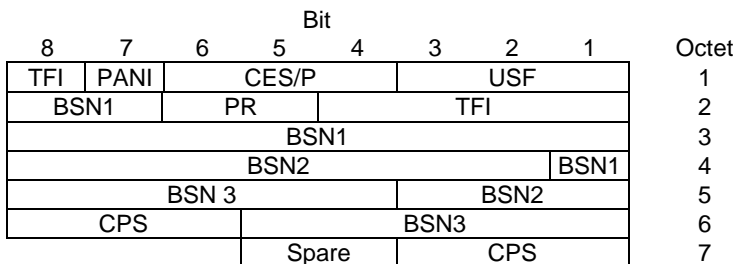 Bit
8 7 6 5 4 3 2 1 Octet
TFI PANI CES/P USF 1
BSN1 PR TFI 2
BSN1 3
BSN2 BSN1 4
BSN 3 BSN2 5
CPS BSN3 6
Spare CPS 7